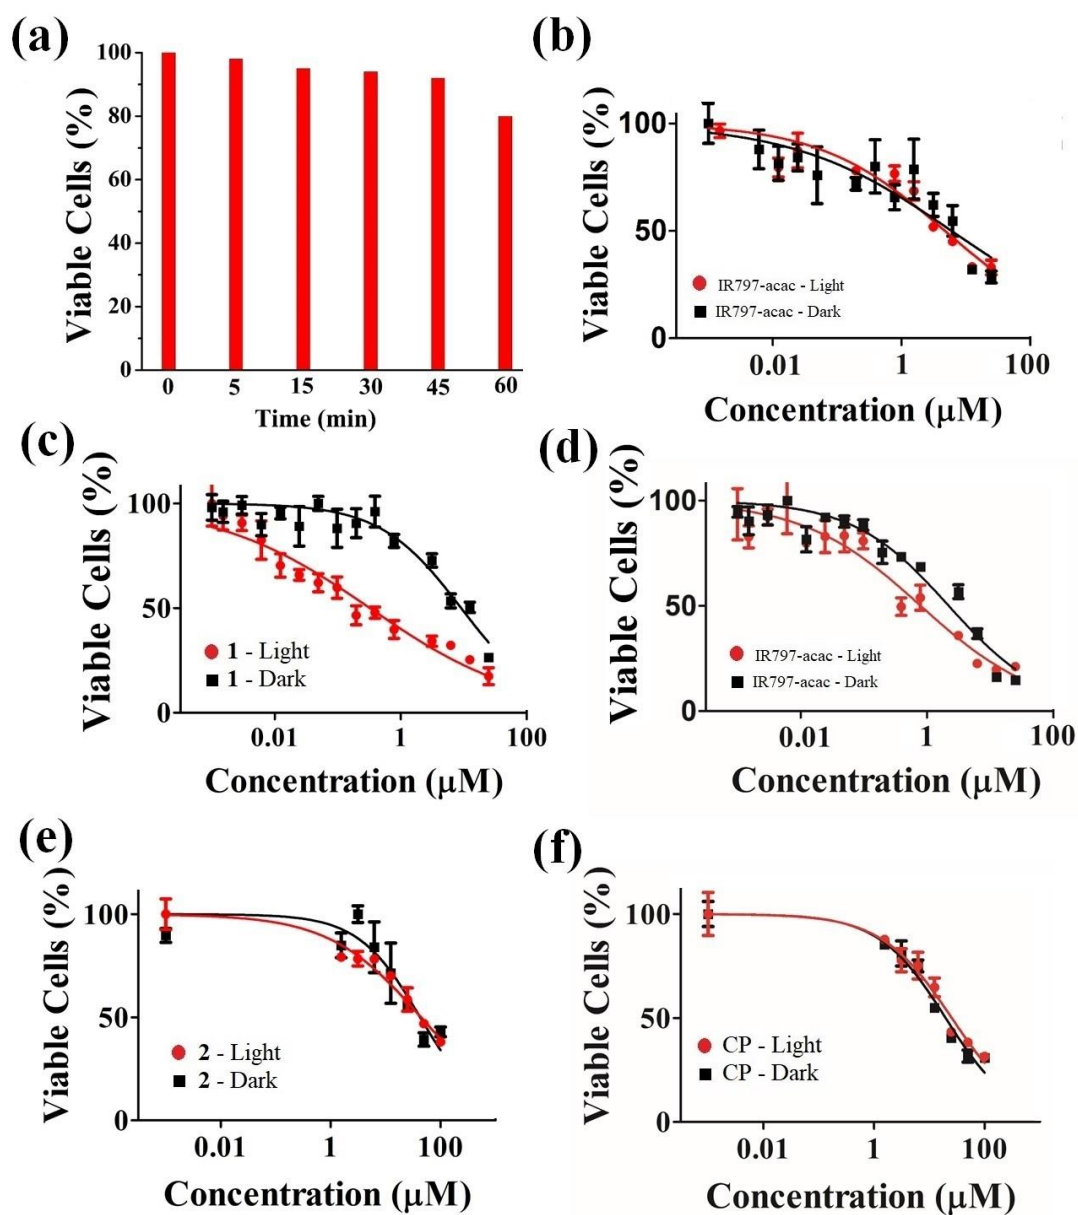 (a)
Viable Cells (%)
100
80
60
40
20
0
0 5 15 30 45 60
Time (min)
(b)
Viable Cells (%)
100
50
0
IR797-acac - Light
IR797-acac - Dark
0.01 1 100
Concentration (μM)
(c)
Viable Cells (%)
100
50
0
1 - Light
1 - Dark
0.01 1 100
Concentration (μM)
(d)
Viable Cells (%)
100
50
0
IR797-acac - Light
IR797-acac - Dark
0.01 1 100
Concentration (μM)
(e)
Viable Cells (%)
100
50
0
2 - Light
2 - Dark
0.01 1 100
Concentration (μM)
(f)
Viable Cells (%)
100
50
0
CP - Light
CP - Dark
0.01 1 100
Concentration (μM)